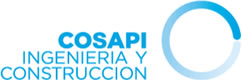 COSAPI
INGENIERIA Y
CONSTRUCCION